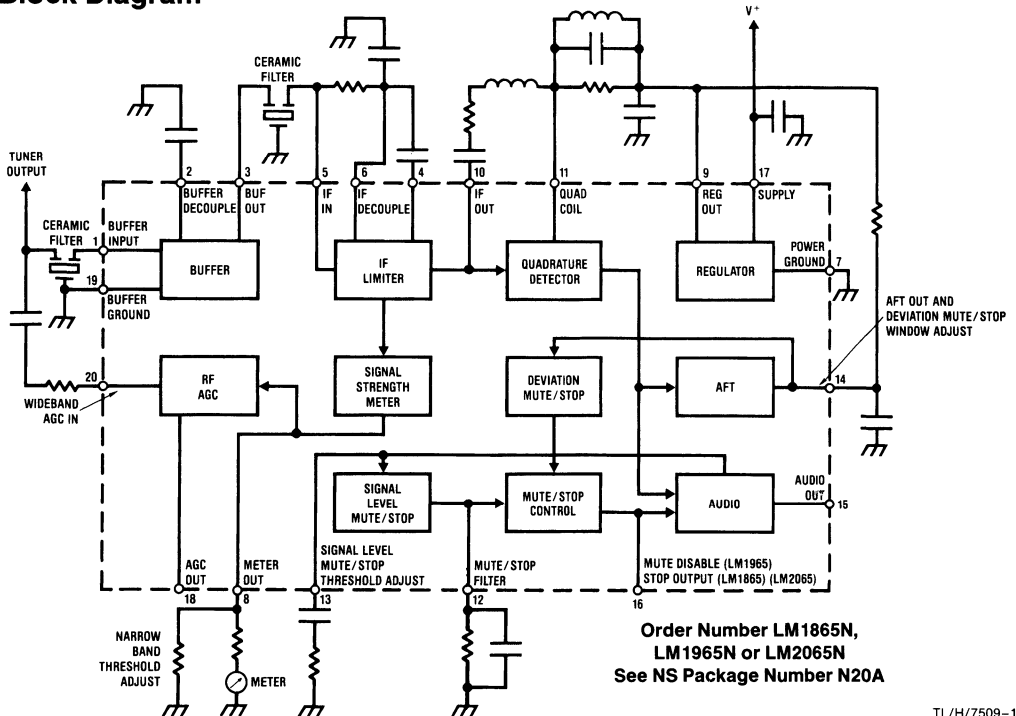 Block Diagram
V+
CERAMIC
FILTER
TUNER
OUTPUT
2
3
5
6
4
10
11
9
17
BUFFER
DECOUPLE
BUF
OUT
IF
IN
IF
DECOUPLE
IF
OUT
QUAD
COIL
REG
OUT
SUPPLY
CERAMIC
FILTER
1
BUFFER
INPUT
BUFFER
IF
LIMITER
QUADRATURE
DETECTOR
REGULATOR
POWER
GROUND
7
19
BUFFER
GROUND
AFT OUT AND
DEVIATION MUTE/STOP
WINDOW ADJUST
20
WIDEBAND
AGC IN
RF
AGC
SIGNAL
STRENGTH
METER
DEVIATION
MUTE/STOP
AFT
14
SIGNAL
LEVEL
MUTE/STOP
MUTE/STOP
CONTROL
AUDIO
AUDIO
OUT
15
AGC
OUT
METER
OUT
SIGNAL LEVEL
MUTE/STOP
THRESHOLD ADJUST
MUTE/STOP
FILTER
MUTE DISABLE (LM1965)
STOP OUTPUT (LM1865) (LM2065)
18
8
13
12
16
NARROW
BAND
THRESHOLD
ADJUST
METER
Order Number LM1865N,
LM1965N or LM2065N
See NS Package Number N20A
TL/H/7509–1